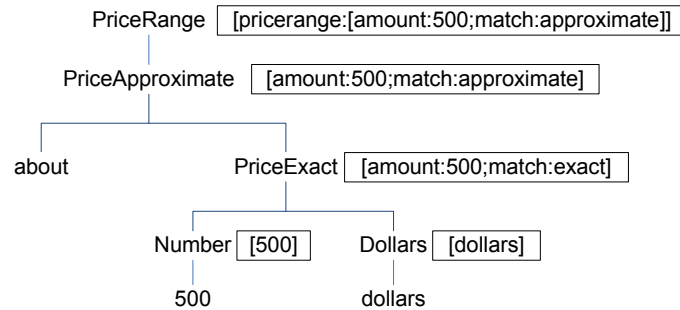 PriceRange [pricerange:[amount:500;match:approximate]]
PriceApproximate [amount:500;match:approximate]
about PriceExact [amount:500;match:exact]
Number [500] Dollars [dollars]
500 dollars